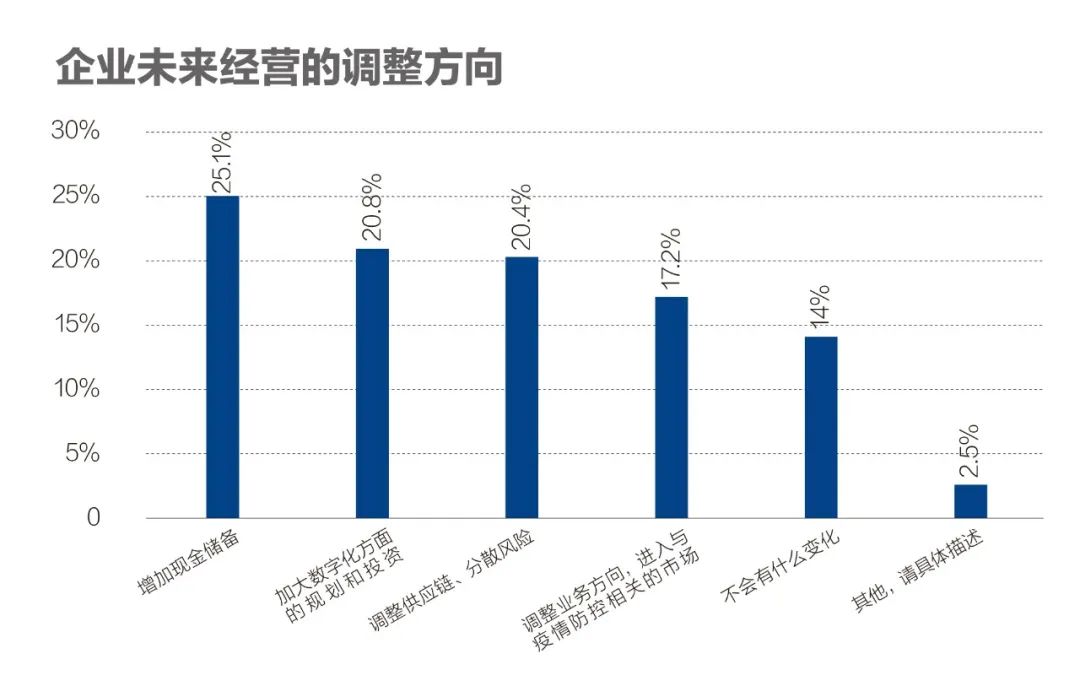 企业未来经营的调整方向
30%
25%
20%
15%
10%
5%
0
25.1%
20.8%
20.4%
17.2%
14%
2.5%
增加现金储备
加大数字化方面
的规划和投资
调整供应链、分散风险
调整业务方向，进入与
疫情防控相关的市场
不会有什么变化
其他，请具体描述